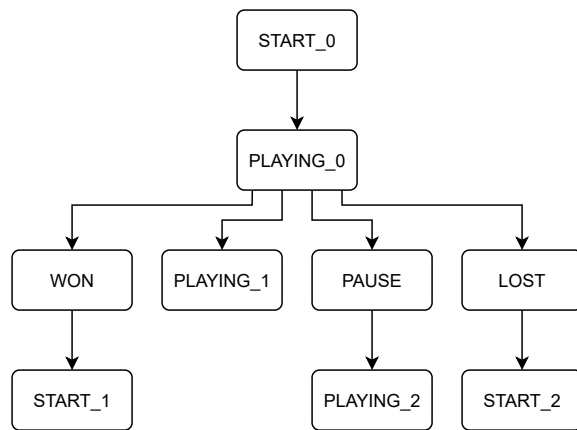 START_0
PLAYING_0
WON
PLAYING_1
PAUSE
LOST
START_1
PLAYING_2
START_2